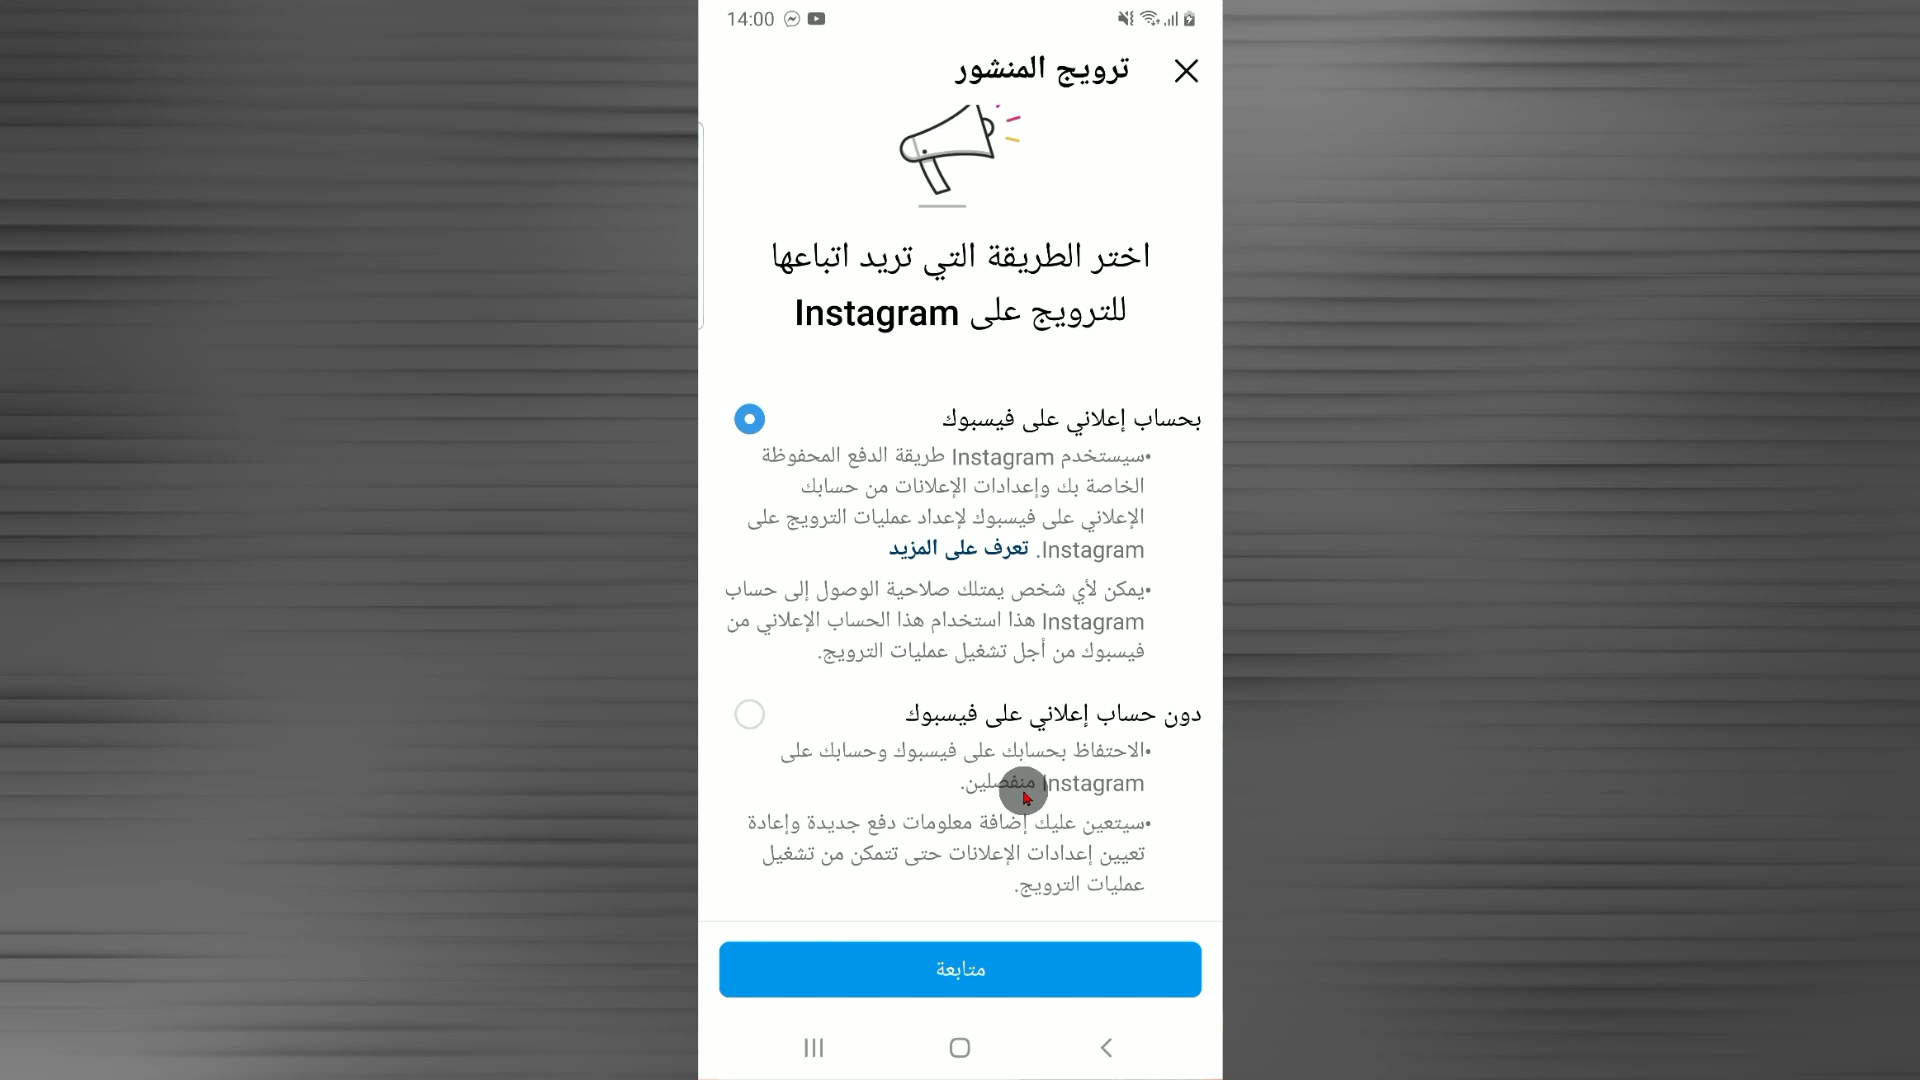 14:00
ترويج المنشور
اختر الطريقة التي تريد اتباعها
للترويج على Instagram
بحساب إعلاني على فيسبوك
•سيستخدم Instagram طريقة الدفع المحفوظة
الخاصة بك وإعدادات الإعلانات من حسابك
الإعلاني على فيسبوك لإعداد عمليات الترويج على
Instagram. تعرف على المزيد
•يمكن لأي شخص يمتلك صلاحية الوصول إلى حساب
Instagram هذا استخدام هذا الحساب الإعلاني من
فيسبوك من أجل تشغيل عمليات الترويج.
دون حساب إعلاني على فيسبوك
•الاحتفاظ بحسابك على فيسبوك وحسابك على
Instagram منفصلين.
•سيتعين عليك إضافة معلومات دفع جديدة وإعادة
تعيين إعدادات الإعلانات حتى تتمكن من تشغيل
عمليات الترويج.
متابعة